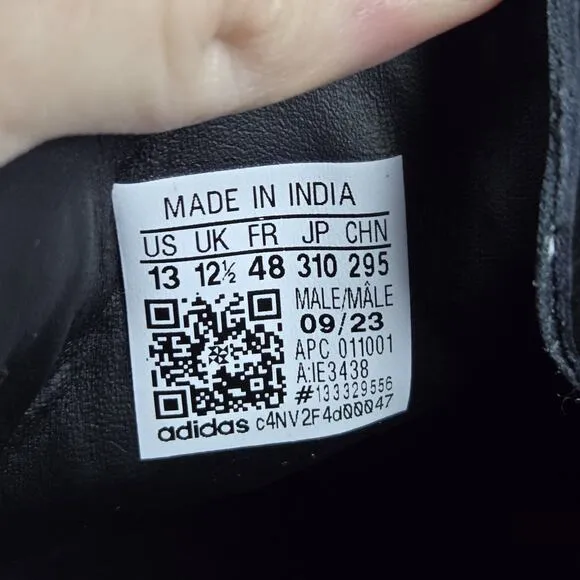 MADE IN INDIA
US UK FR JP CHN
13 12½ 48 310 295
MALE/MÂLE
09/23
APC 011001
A:IE3438
#133329556
adidas c4NV2F4d00047